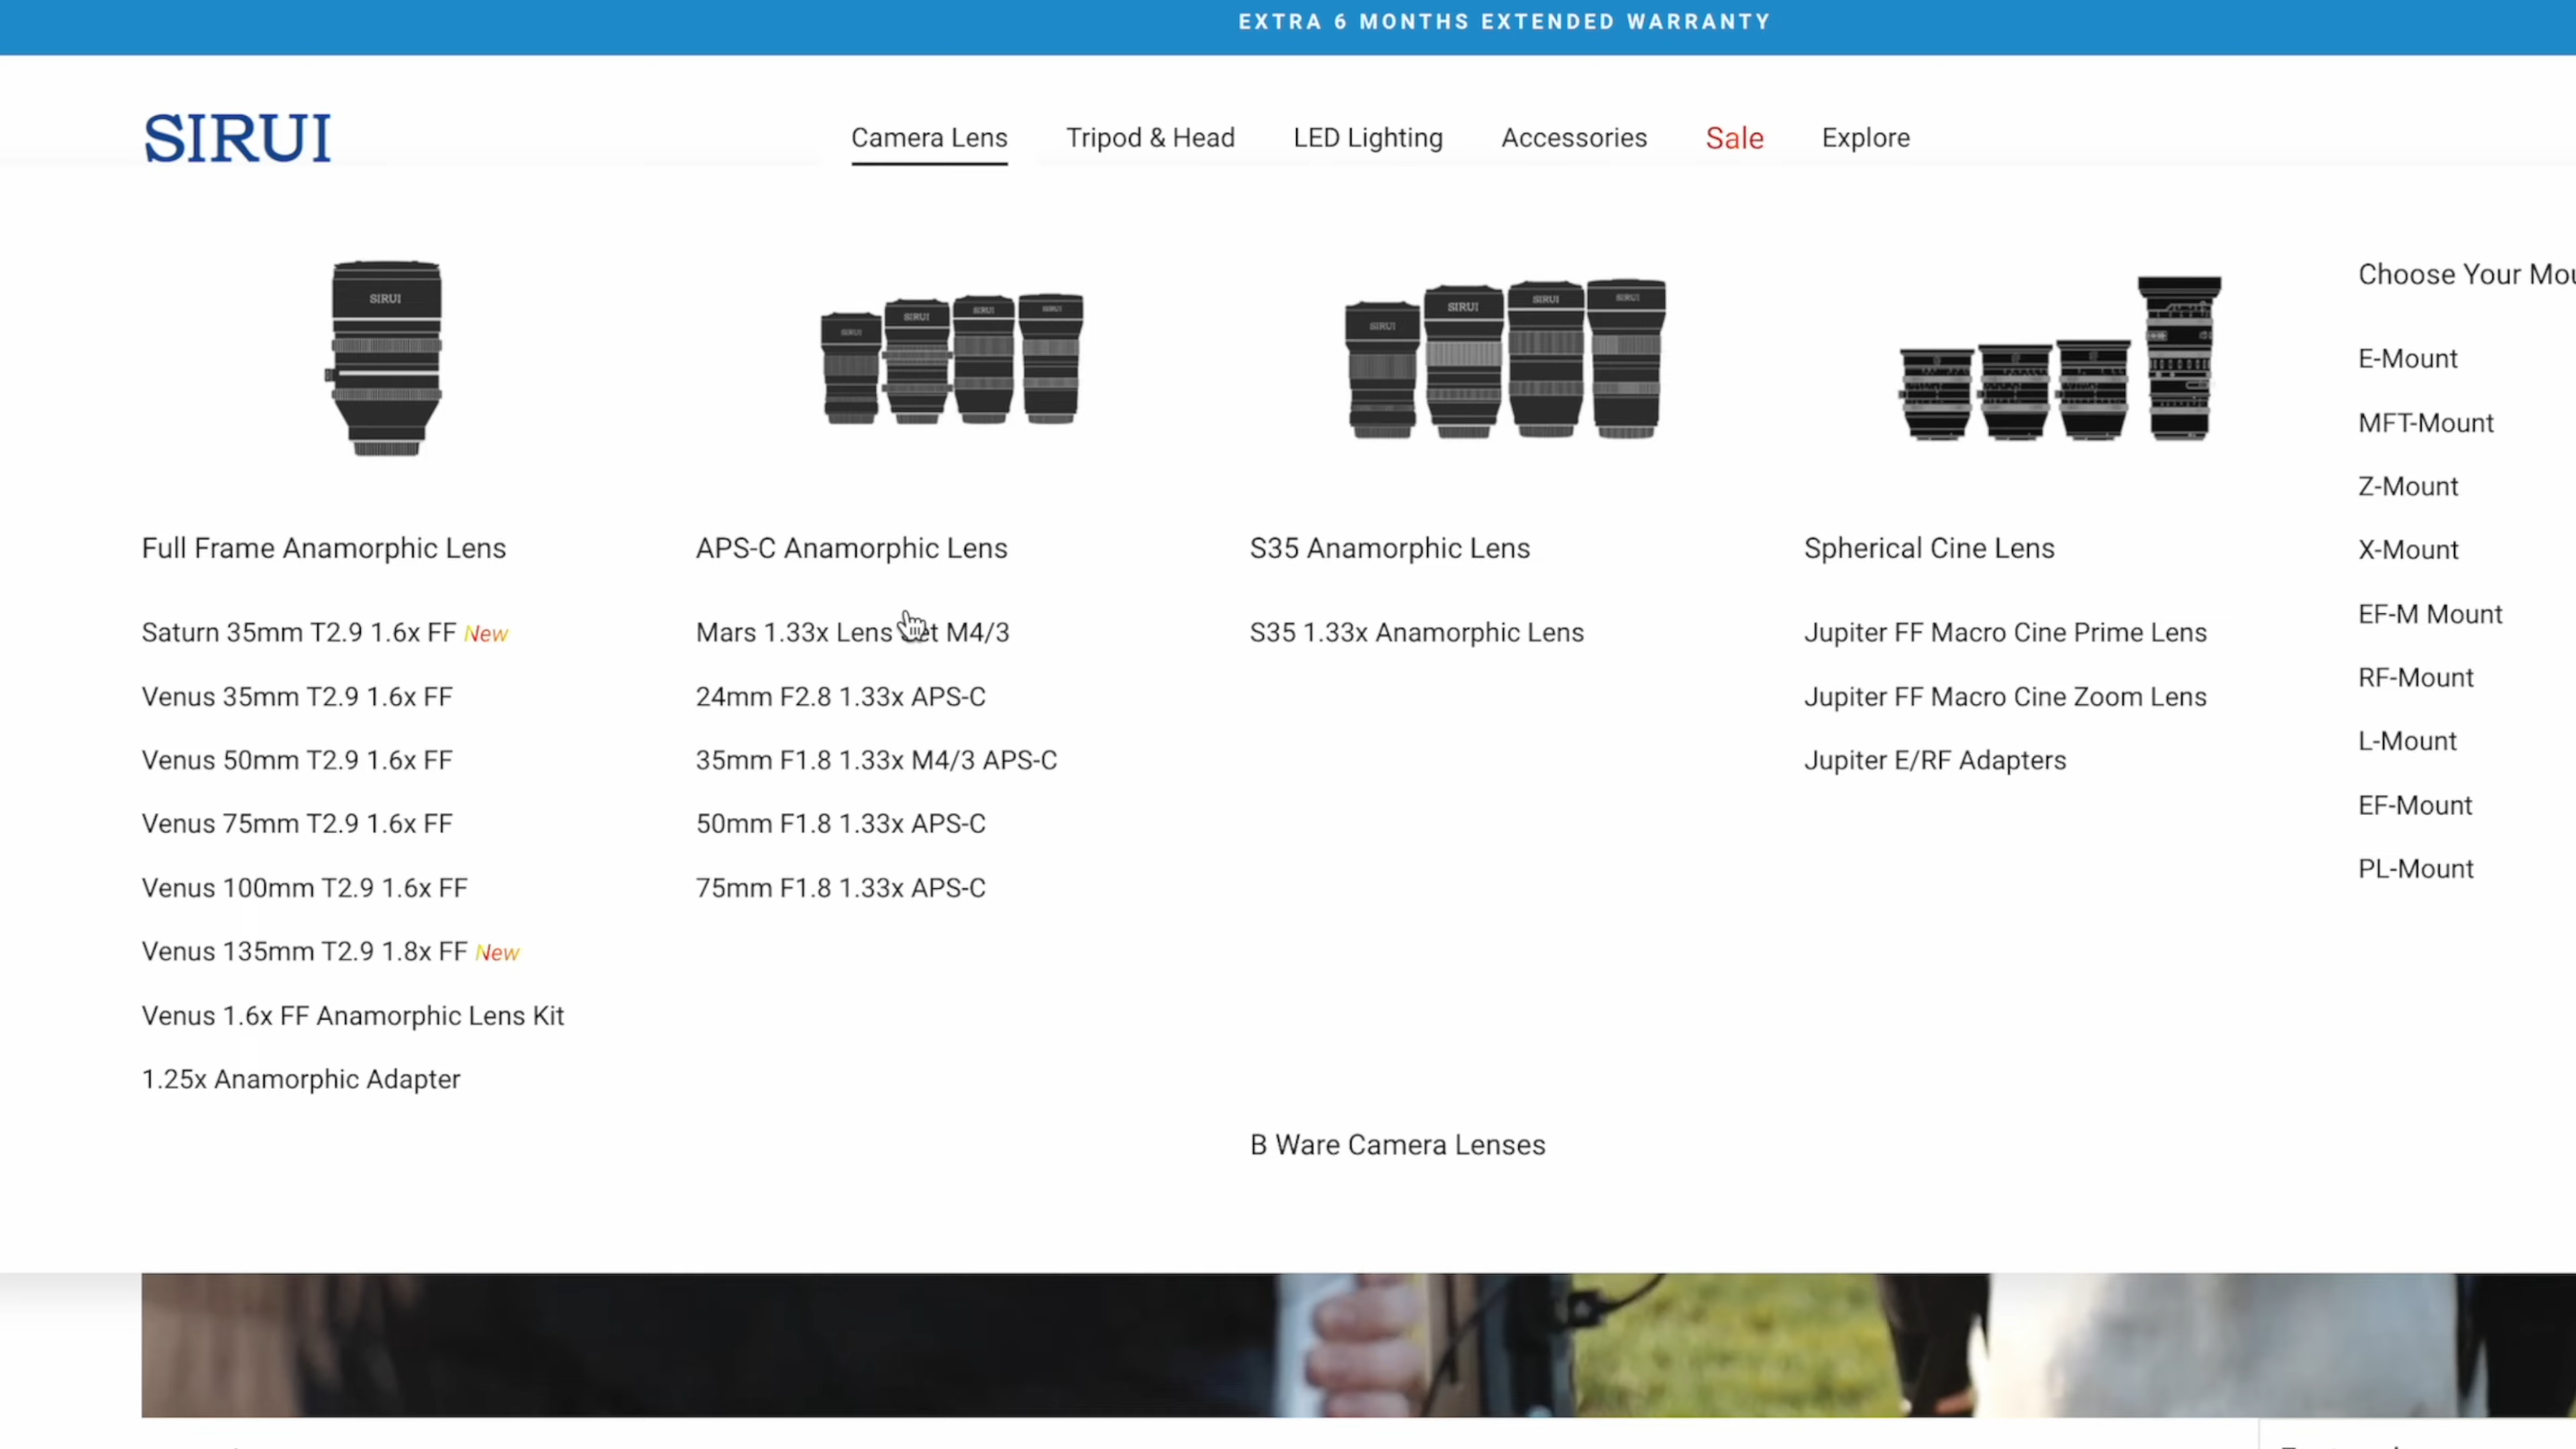 EXTRA 6 MONTHS EXTENDED WARRANTY
SIRUI
Camera Lens
Tripod & Head
LED Lighting
Accessories
Sale
Explore
SIRUI
SIRUI
SIRUI
SIRUI
SIRUI
SIRUI
SIRUI
SIRUI
SIRUI
Full Frame Anamorphic Lens
Saturn 35mm T2.9 1.6x FF New
Venus 35mm T2.9 1.6x FF
Venus 50mm T2.9 1.6x FF
Venus 75mm T2.9 1.6x FF
Venus 100mm T2.9 1.6x FF
Venus 135mm T2.9 1.8x FF New
Venus 1.6x FF Anamorphic Lens Kit
1.25x Anamorphic Adapter
APS-C Anamorphic Lens
Mars 1.33x Lens M4/3
24mm F2.8 1.33x APS-C
35mm F1.8 1.33x M4/3 APS-C
50mm F1.8 1.33x APS-C
75mm F1.8 1.33x APS-C
S35 Anamorphic Lens
S35 1.33x Anamorphic Lens
B Ware Camera Lenses
Spherical Cine Lens
Jupiter FF Macro Cine Prime Lens
Jupiter FF Macro Cine Zoom Lens
Jupiter E/RF Adapters
Choose Your
E-Mount
MFT-Mount
Z-Mount
X-Mount
EF-M Mount
RF-Mount
L-Mount
EF-Mount
PL-Mount